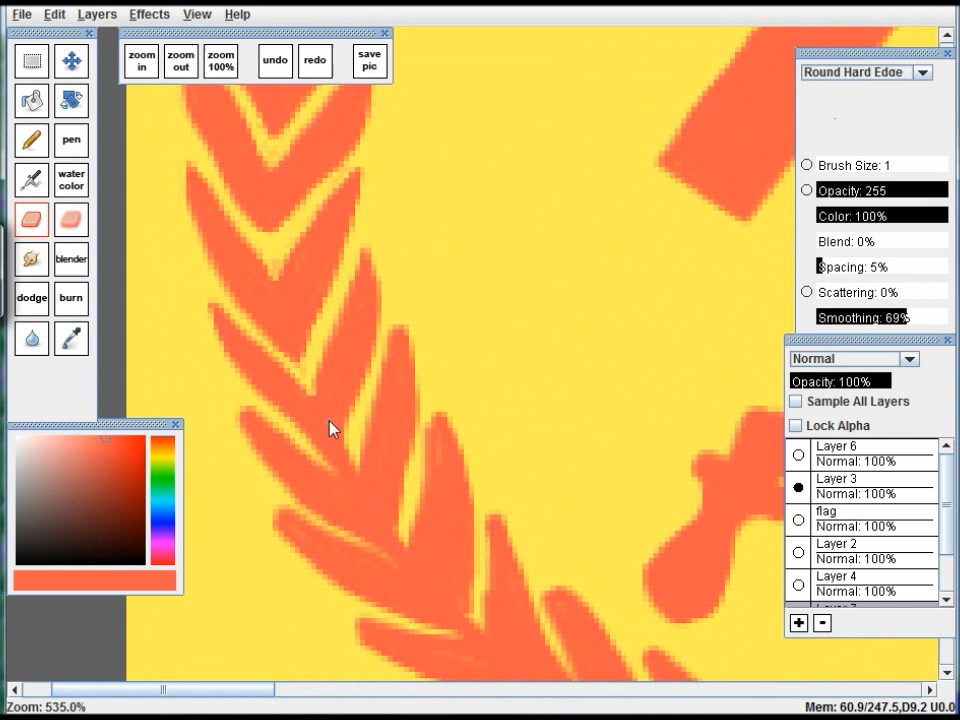 File Edit Layers Effects View Help
zoom in
zoom out
zoom 100%
undo
redo
save pic
pen
water color
blender
dodge
burn
Round Hard Edge
Brush Size: 1
Opacity: 255
Color: 100%
Blend: 0%
Spacing: 5%
Scattering: 0%
Smoothing: 69%
Normal
Opacity: 100%
Sample All Layers
Lock Alpha
Layer 6
Normal: 100%
Layer 3
Normal: 100%
flag
Normal: 100%
Layer 2
Normal: 100%
Layer 4
Normal: 100%
+ -
Zoom: 535.0%
Mem: 60.9/247.5,D9.2 U0.0